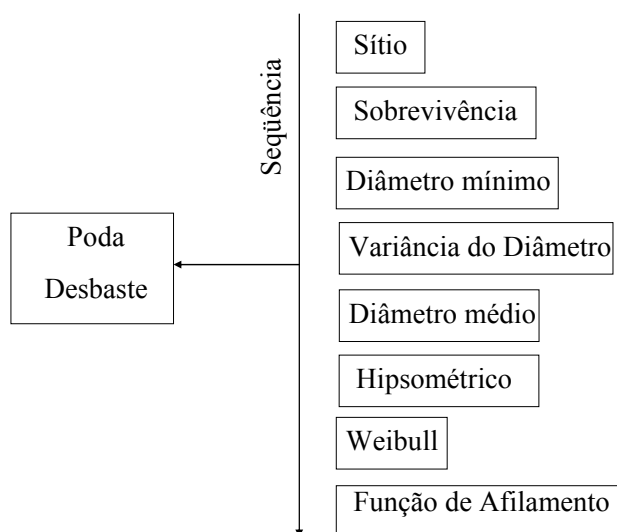 Seqüência
Sítio
Sobrevivência
Diâmetro mínimo
Variância do Diâmetro
Diâmetro médio
Hipsométrico
Weibull
Função de Afilamento
Poda
Desbaste